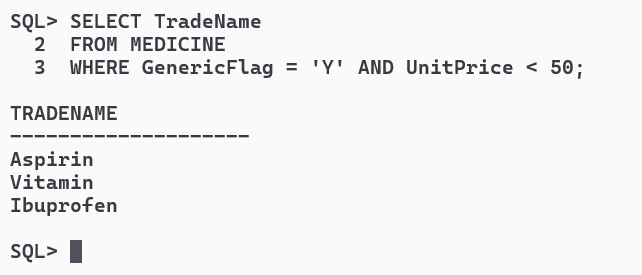 SQL> SELECT TradeName
  2  FROM MEDICINE
  3  WHERE GenericFlag = 'Y' AND UnitPrice < 50;
TRADENAME
--------------------
Aspirin
Vitamin
Ibuprofen
SQL>